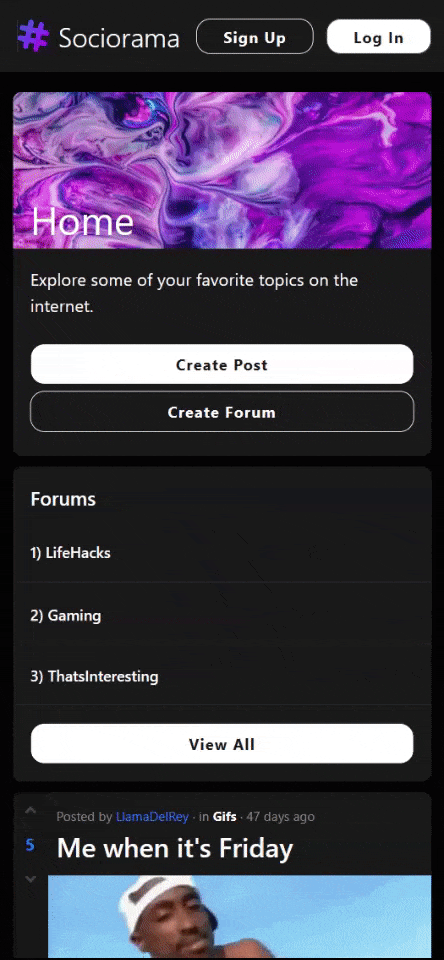 Sociorama
Sign Up
Log In
Home
Explore some of your favorite topics on the
internet.
Create Post
Create Forum
Forums
1) LifeHacks
2) Gaming
3) ThatsInteresting
View All
Posted by LlamaDelRey · in Gifs · 47 days ago
5
Me when it's Friday